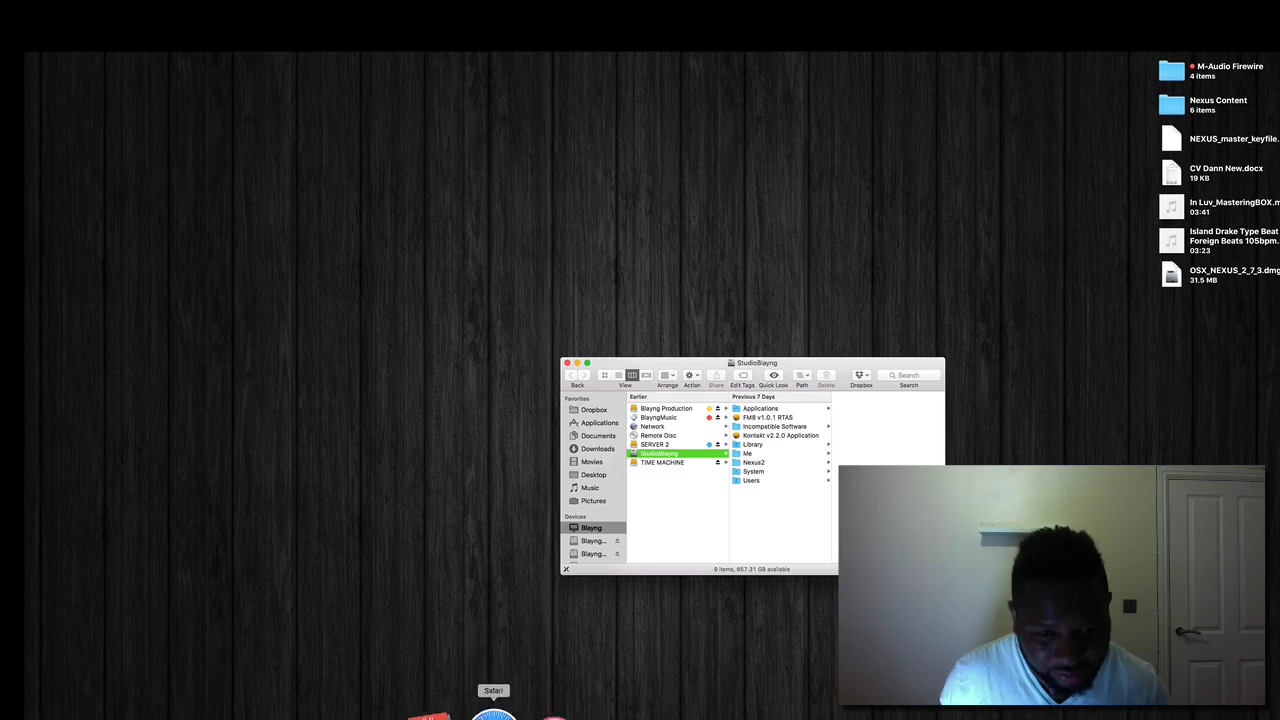 M-Audio Firewire
4 items
Nexus Content
6 items
NEXUS_master_keyfile.
CV Dann New.docx
19 KB
In Luv_MasteringBOX.m
03:41
Island Drake Type Beat
Foreign Beats 105bpm.
03:23
OSX_NEXUS_2_7_3.dmg
31.5 MB
StudioBlayng
Search
Back
View
Arrange
Action
Share
Edit Tags
Quick Look
Path
Delete
Dropbox
Search
Favorites
Dropbox
Applications
Documents
Downloads
Movies
Desktop
Music
Pictures
Devices
Blayng
Blayng...
Blayng...
Earlier
Blayng Production
BlayngMusic
Network
Remote Disc
SERVER 2
StudioBlayng
TIME MACHINE
Previous 7 Days
Applications
FM8 v1.0.1 RTAS
Incompatible Software
Kontakt v2.2.0 Application
Library
Me
Nexus2
System
Users
9 items, 657.31 GB available
Safari